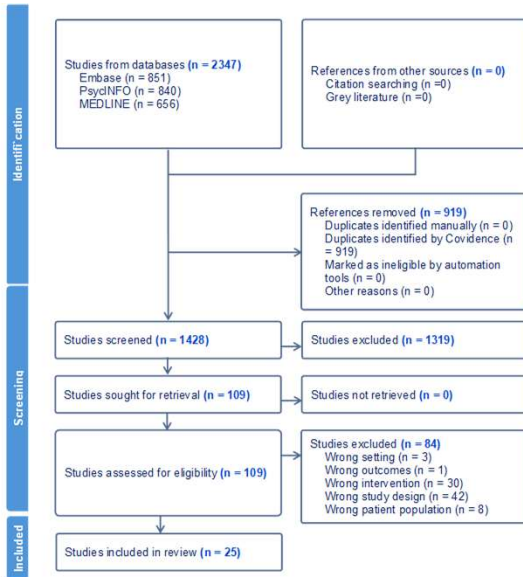 Identification
Studies from databases (n = 2347)
Embase (n = 851)
PsycINFO (n = 840)
MEDLINE (n = 656)
References from other sources (n = 0)
Citation searching (n =0)
Grey literature (n =0)
References removed (n = 919)
Duplicates identified manually (n = 0)
Duplicates identified by Covidence (n
= 919)
Marked as ineligible by automation
tools (n = 0)
Other reasons (n = 0)
Screening
Studies screened (n = 1428)
Studies excluded (n = 1319)
Studies sought for retrieval (n = 109)
Studies not retrieved (n = 0)
Studies assessed for eligibility (n = 109)
Studies excluded (n = 84)
Wrong setting (n = 3)
Wrong outcomes (n = 1)
Wrong intervention (n = 30)
Wrong study design (n = 42)
Wrong patient population (n = 8)
Included
Studies included in review (n = 25)